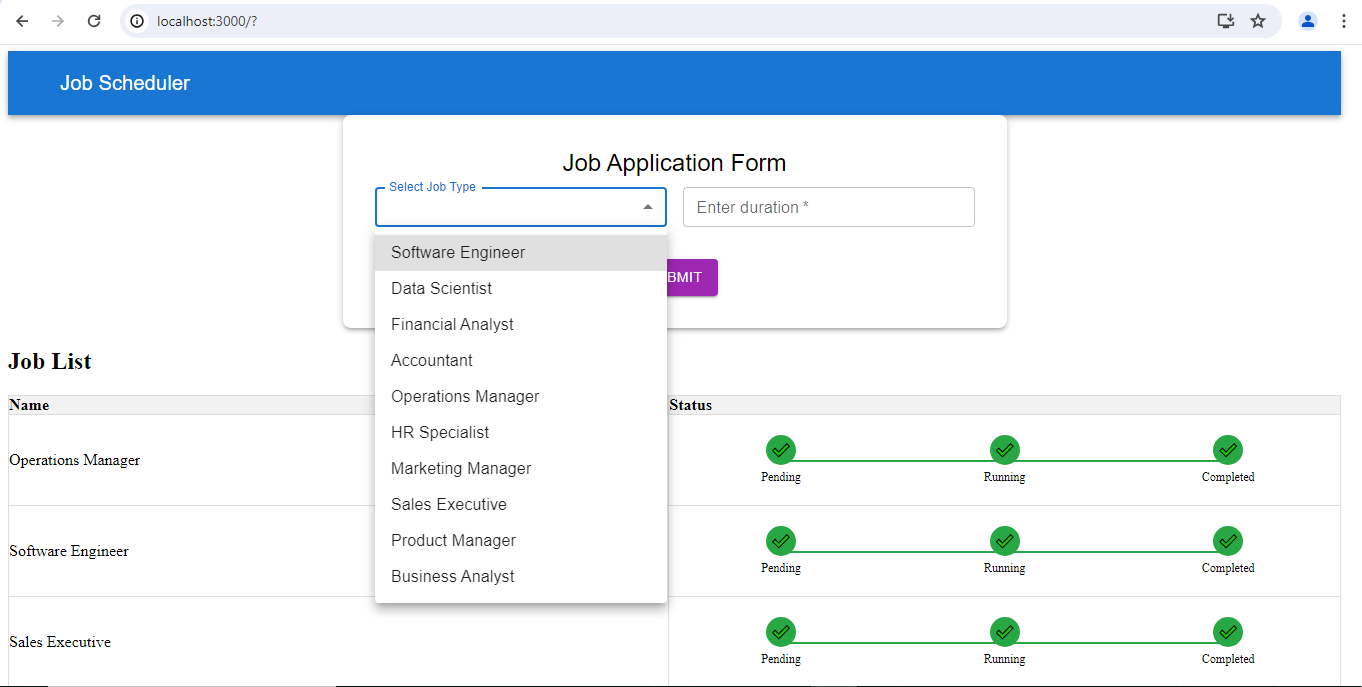 localhost:3000/?
Job Scheduler
Job Application Form
Select Job Type
Enter duration *
Software Engineer
Data Scientist
Financial Analyst
Accountant
Operations Manager
HR Specialist
Marketing Manager
Sales Executive
Product Manager
Business Analyst
BMIT
Job List
Name Status
Operations Manager
Pending Running Completed
Software Engineer
Pending Running Completed
Sales Executive
Pending Running Completed